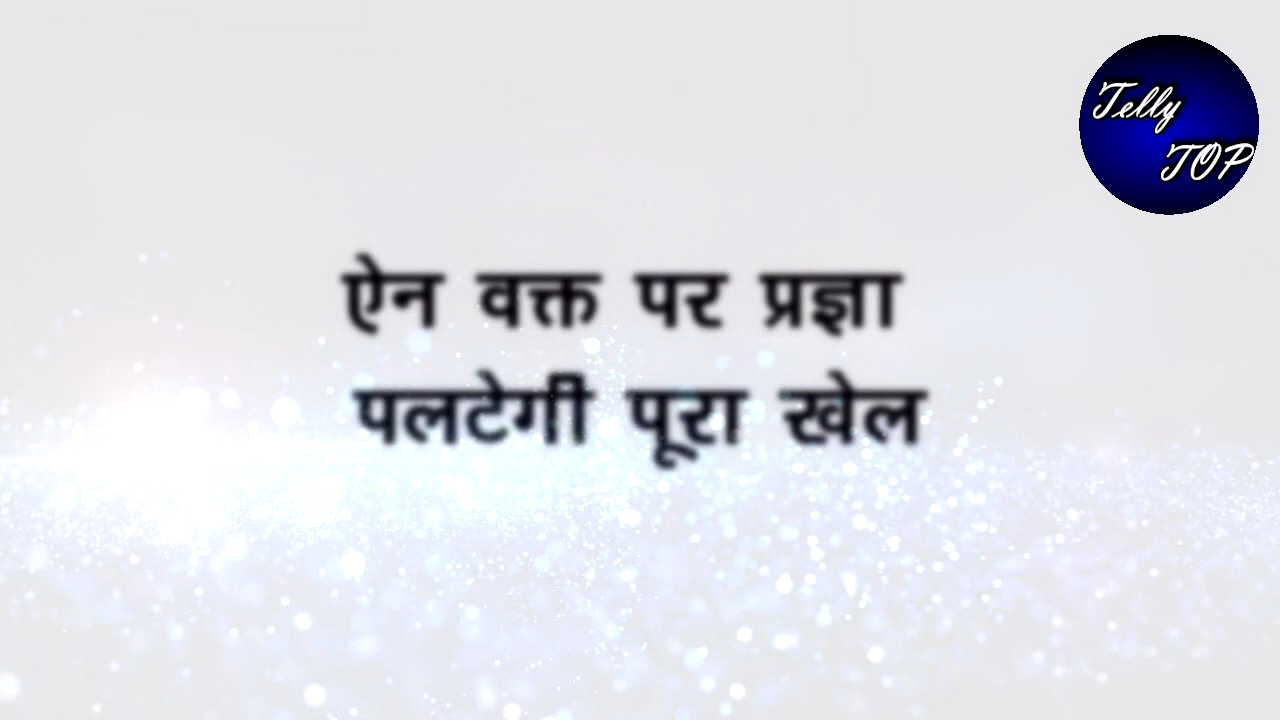 Telly
TOP
ऐन वक्त पर प्रज्ञा
पलटेगी पूरा खेल